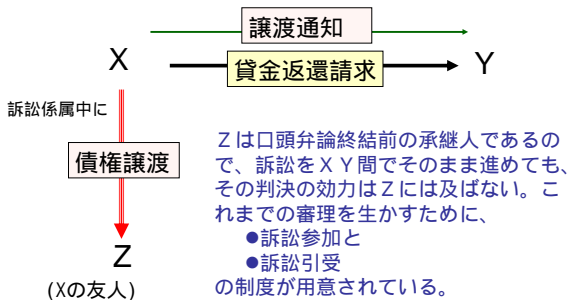 譲渡通知
X
貸金返還請求
Y
訴訟係属中に
債権譲渡
Ｚは口頭弁論終結前の承継人であるの
で、訴訟をＸＹ間でそのまま進めても、
その判決の効力はＺには及ばない。こ
れまでの審理を生かすために、
●訴訟参加と
●訴訟引受
の制度が用意されている。
Z
(Xの友人)